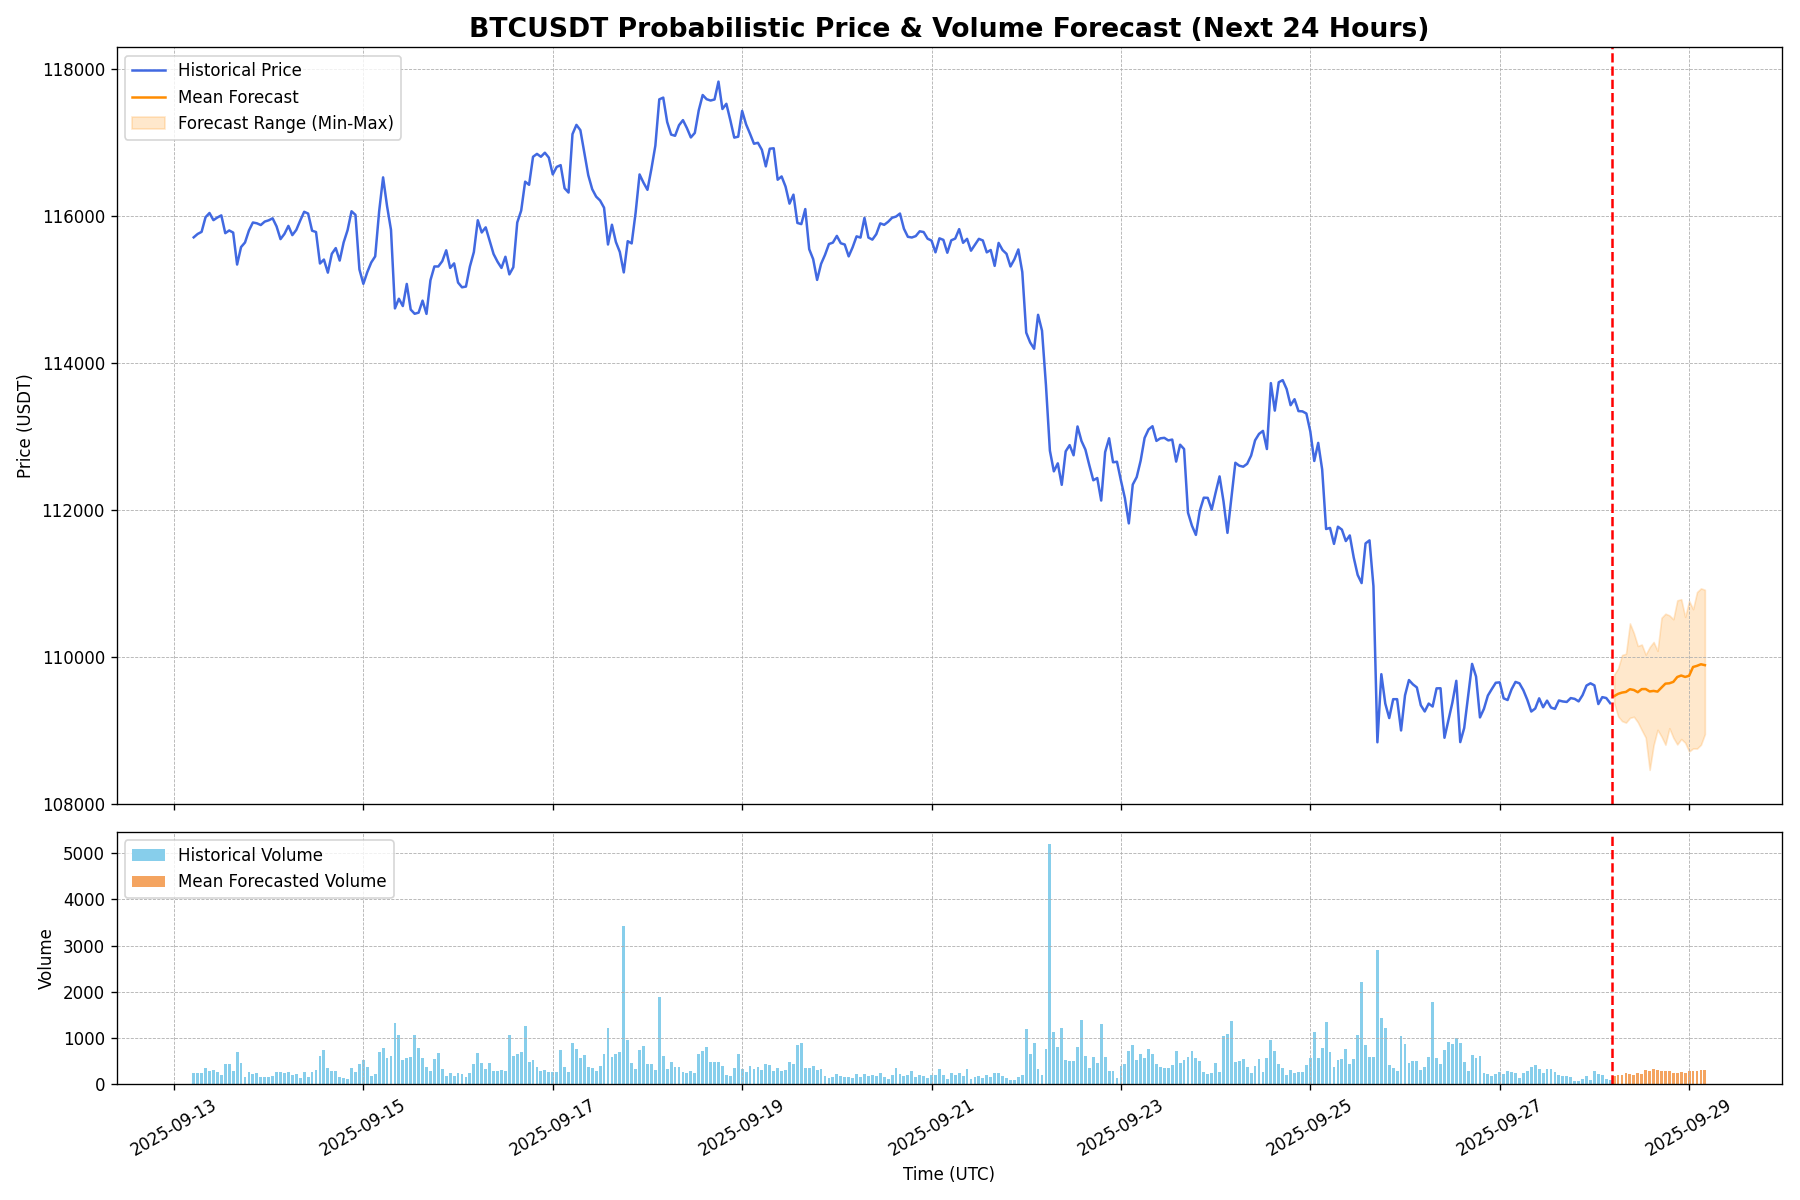 BTCUSDT Probabilistic Price & Volume Forecast (Next 24 Hours)
Historical Price
Mean Forecast
Forecast Range (Min-Max)
118000
116000
114000
112000
110000
108000
Price (USDT)
Historical Volume
Mean Forecasted Volume
5000
4000
3000
2000
1000
0
Volume
2025-09-13
2025-09-15
2025-09-17
2025-09-19
2025-09-21
2025-09-23
2025-09-25
2025-09-27
2025-09-29
Time (UTC)